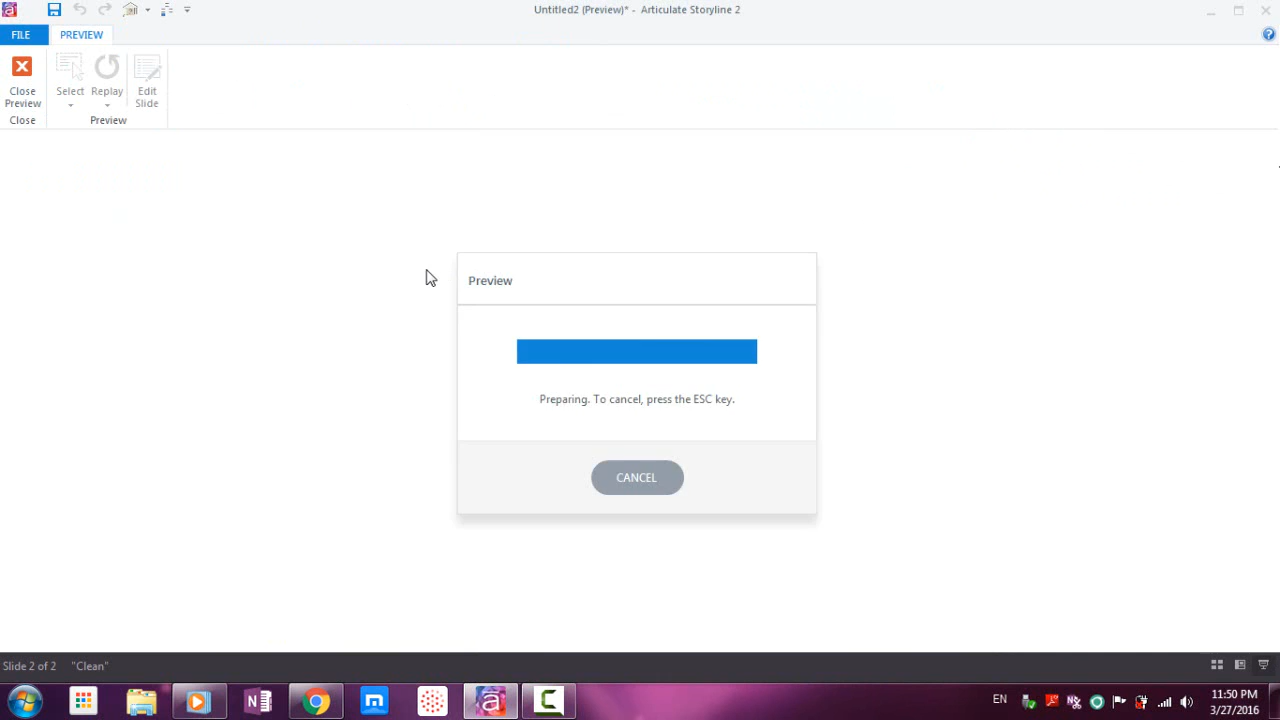 Untitled2 (Preview)* - Articulate Storyline 2
FILE
PREVIEW
Close Preview
Select
Replay
Edit Slide
Close
Preview
Preview
Preparing. To cancel, press the ESC key.
CANCEL
Slide 2 of 2
"Clean"
EN
11:50 PM
3/27/2016